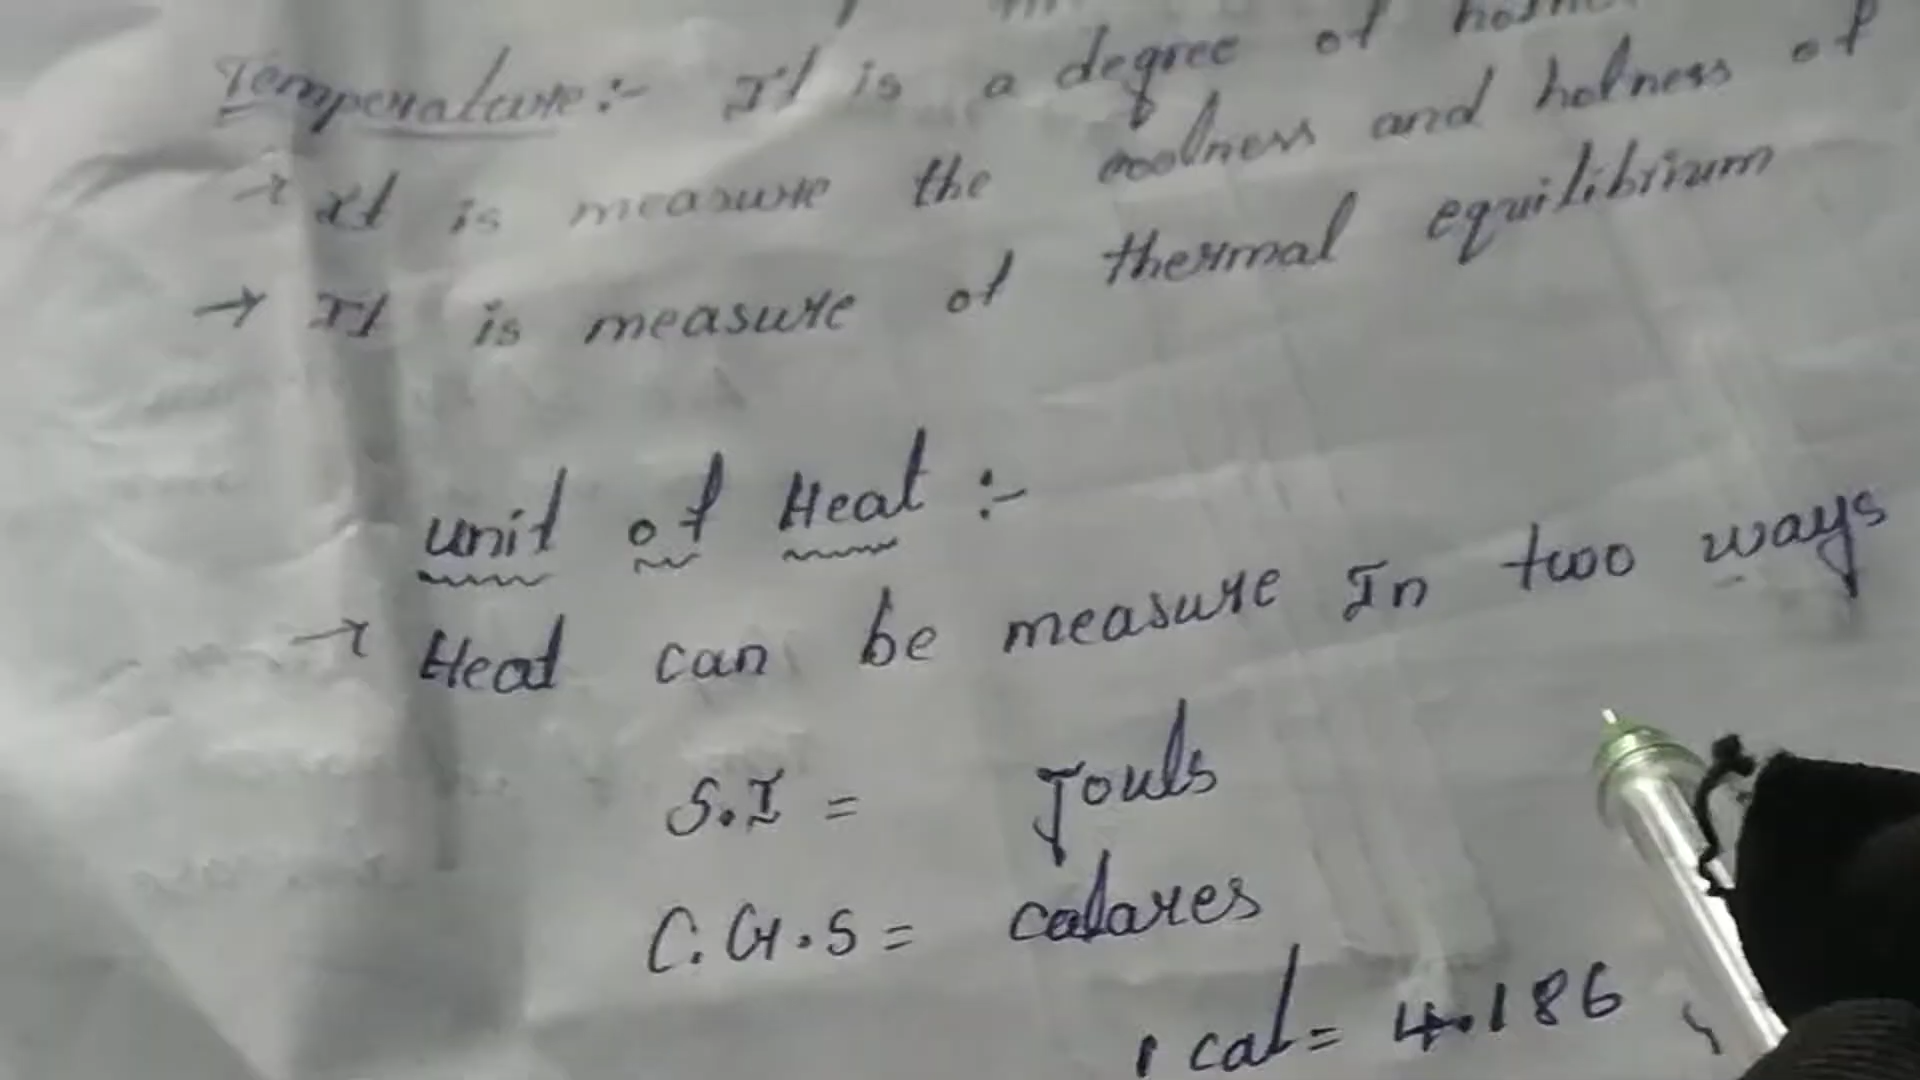 Temperature:- It is a degree of
→ It is measure the coolness and hotness of
→ It is measure of thermal equilibrium
unit of Heat :-
→ Heat can be measure In two ways
S.I = Jouls
C.G.S = calares
1 cal = 4.186